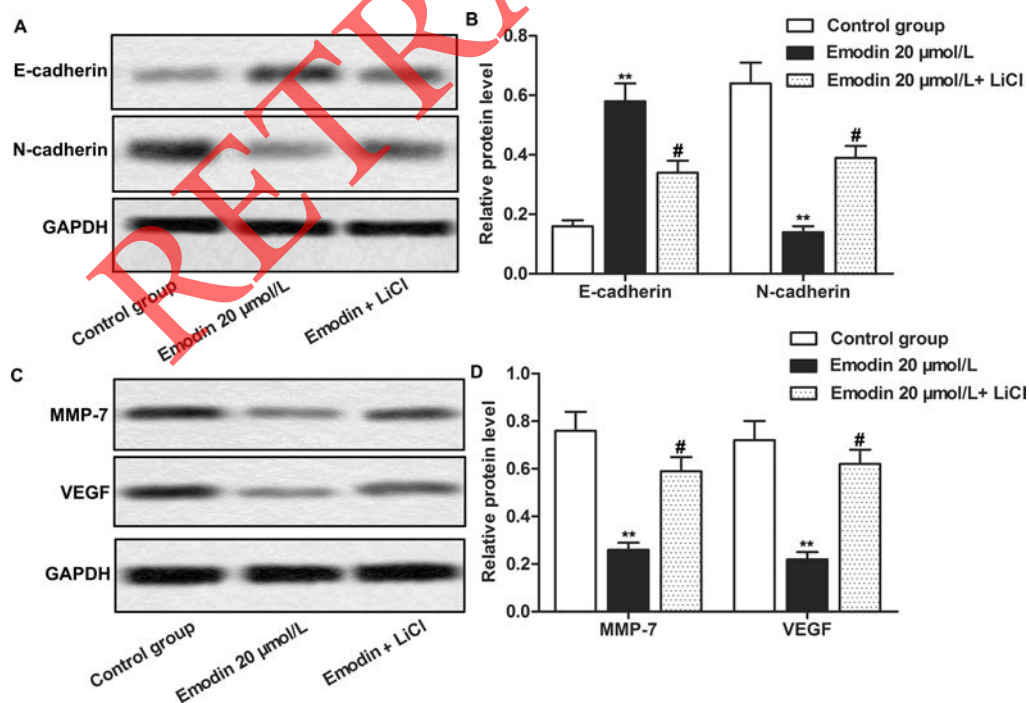 A
E-cadherin
N-cadherin
GAPDH
Control group
Emodin 20 μmol/L
Emodin + LiCl
B
Control group
Emodin 20 μmol/L
Emodin 20 μmol/L+ LiCl
Relative protein level
0.8
0.6
0.4
0.2
0.0
**
#
**
#
E-cadherin
N-cadherin
C
MMP-7
VEGF
GAPDH
Control group
Emodin 20 μmol/L
Emodin + LiCl
D
Control group
Emodin 20 μmol/L
Emodin 20 μmol/L+ LiCl
Relative protein level
1.0
0.8
0.6
0.4
0.2
0.0
**
#
**
#
MMP-7
VEGF
RETRA